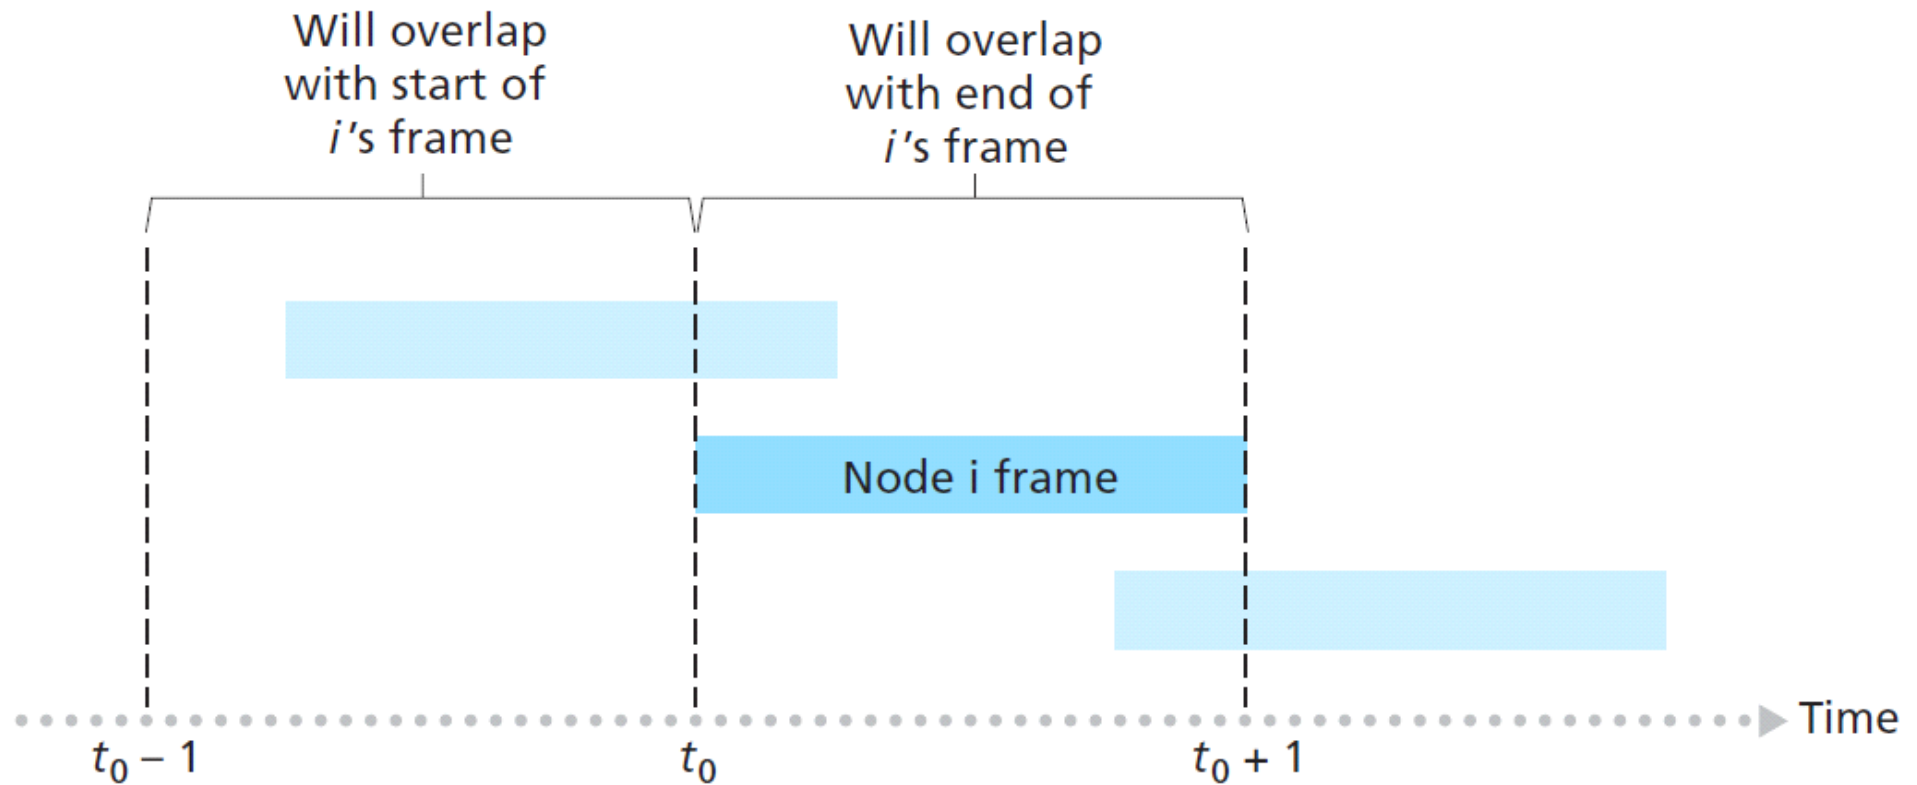 Will overlap
with start of
i's frame
Will overlap
with end of
i's frame
Node i frame
Time
t₀ – 1
t₀
t₀ + 1